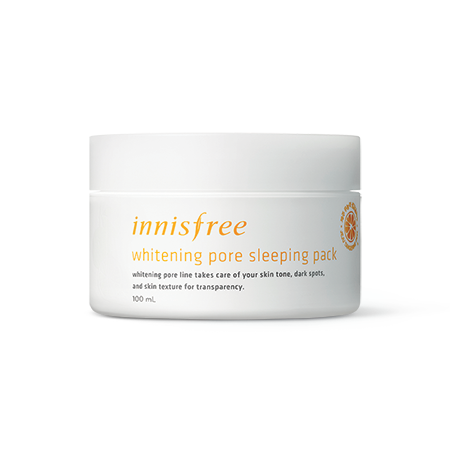 innisfree
whitening pore sleeping pack
whitening pore line takes care of your skin tone, dark spots,
and skin texture for transparency.
100 mL